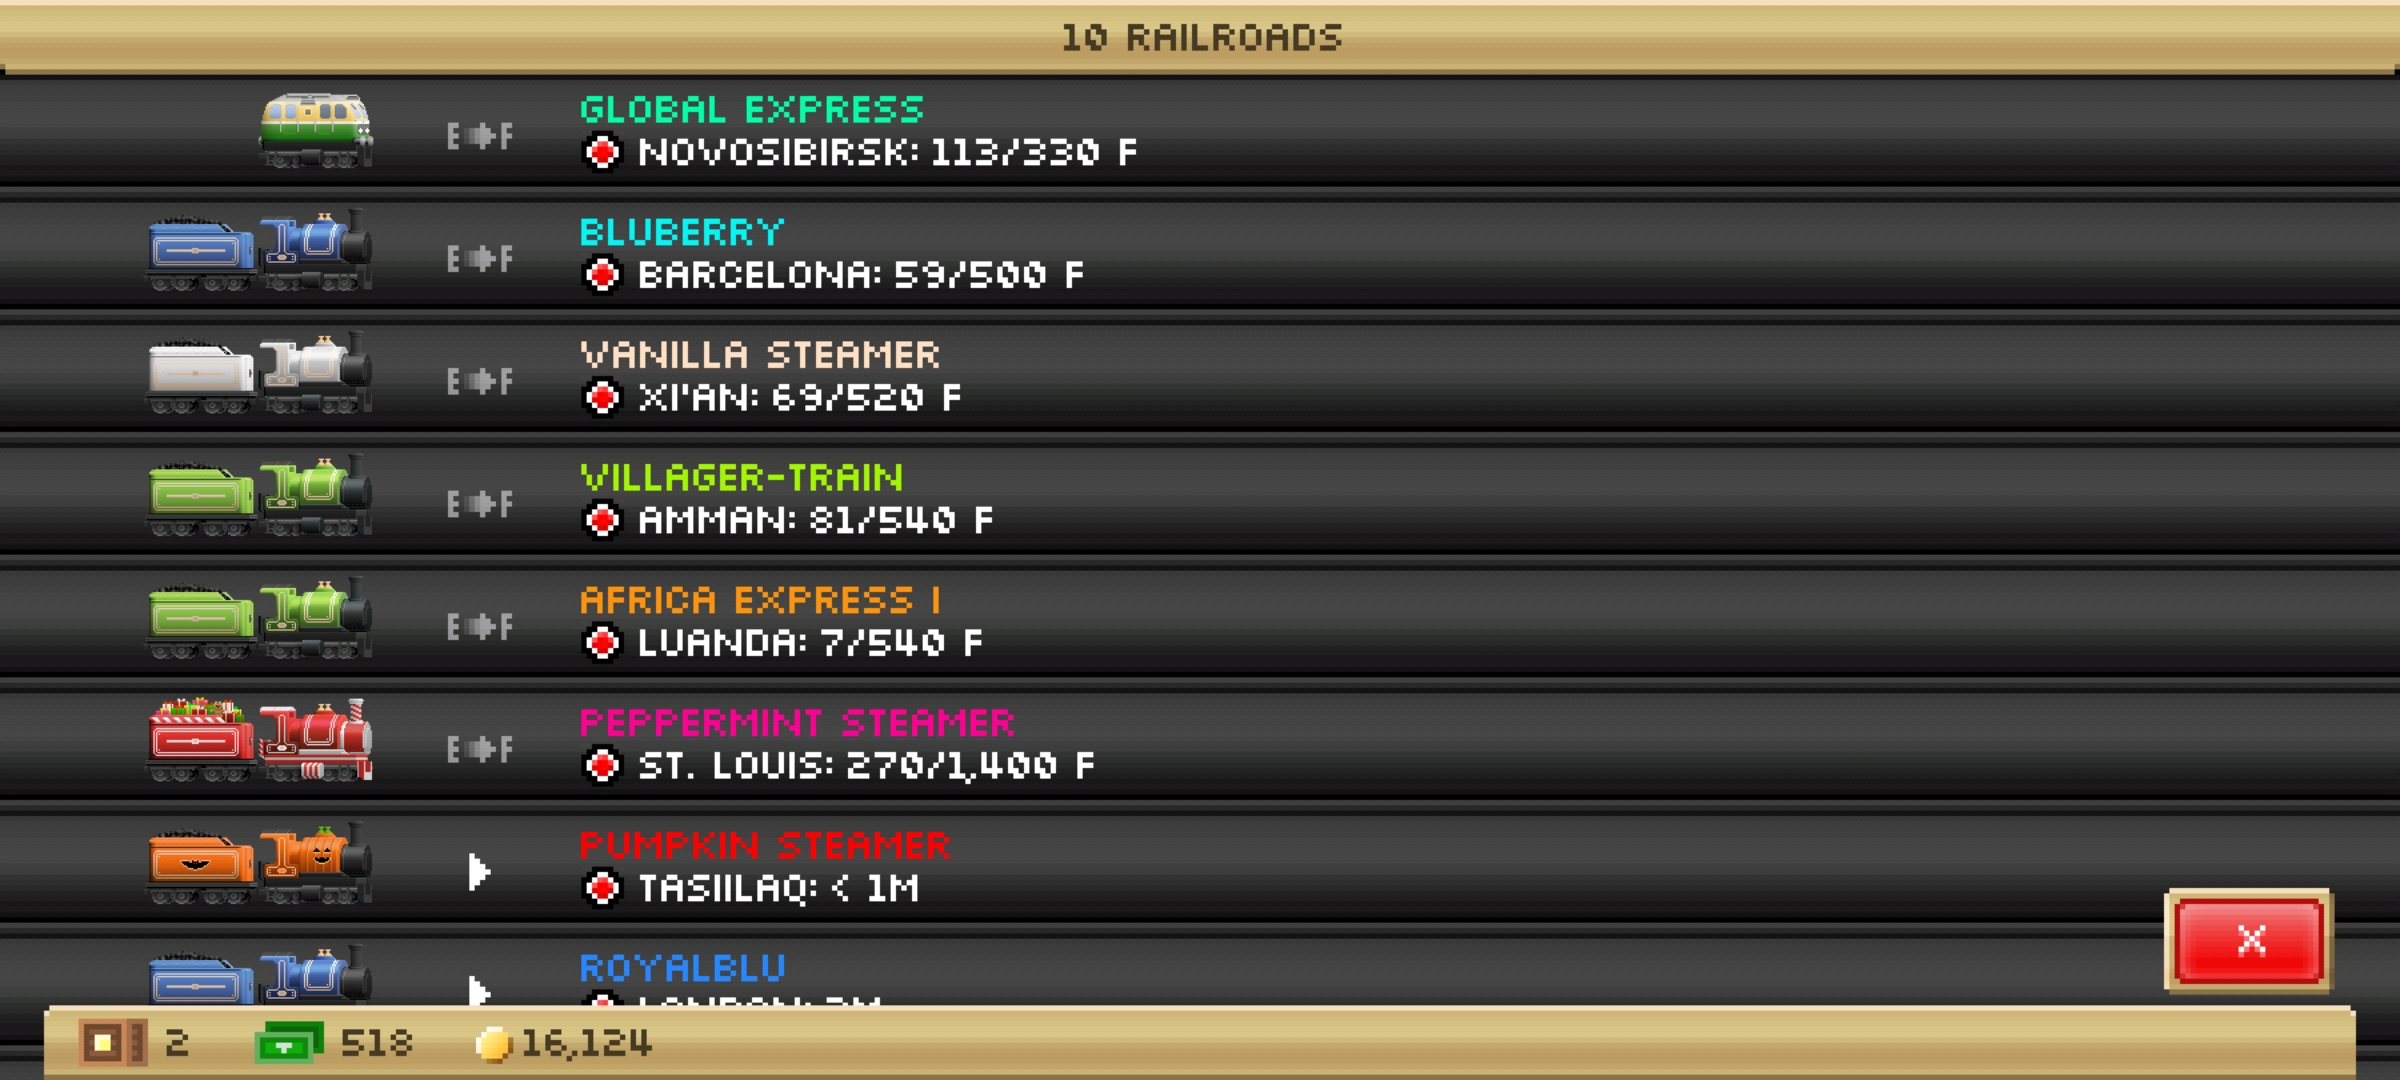 10 RAILROADS
GLOBAL EXPRESS
E F
NOVOSIBIRSK: 113/330 F
BLUBERRY
E F
BARCELONA: 59/500 F
VANILLA STEAMER
E F
XI'AN: 69/520 F
VILLAGER-TRAIN
E F
AMMAN: 81/540 F
AFRICA EXPRESS I
E F
LUANDA: 7/540 F
PEPPERMINT STEAMER
E F
ST. LOUIS: 270/1,400 F
PUMPKIN STEAMER
TASIILAQ: < 1M
X
ROYALBLU
2 518 16,124